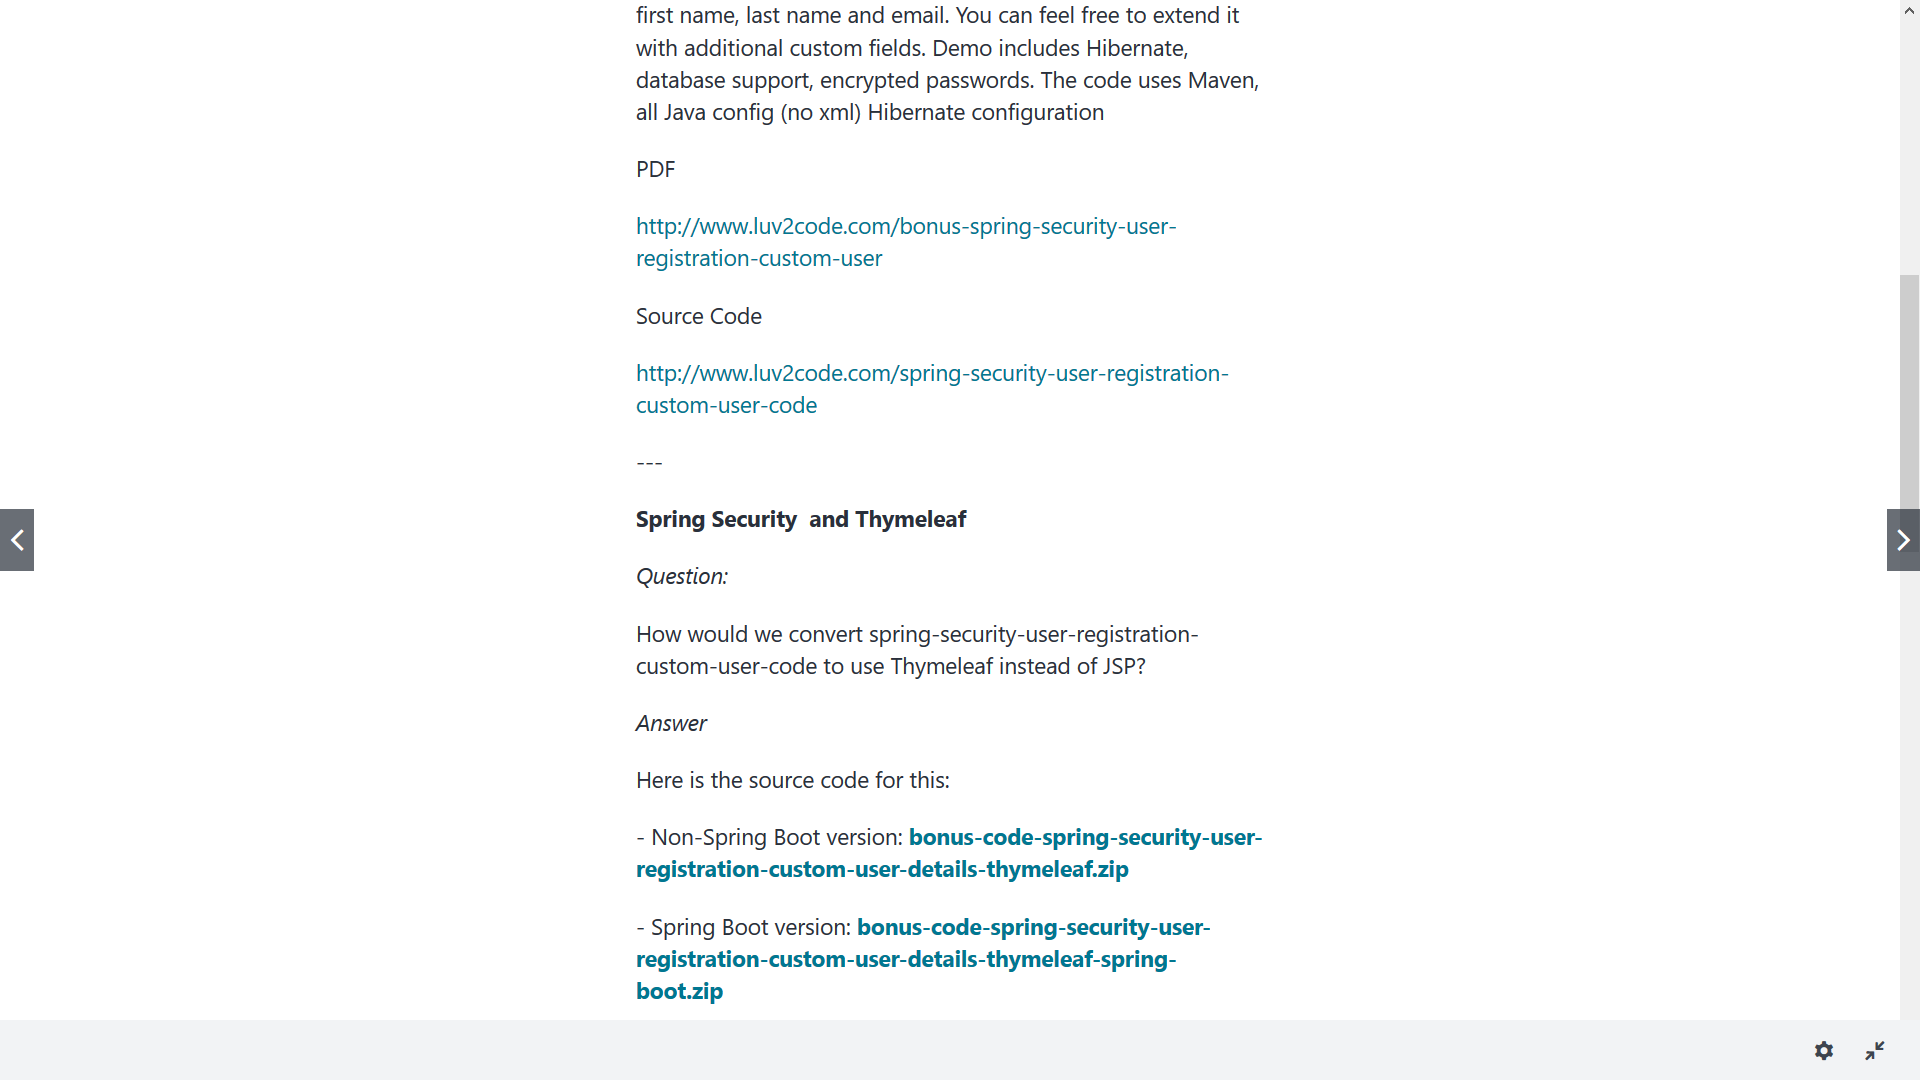 first name, last name and email. You can feel free to extend it
with additional custom fields. Demo includes Hibernate,
database support, encrypted passwords. The code uses Maven,
all Java config (no xml) Hibernate configuration
PDF
http://www.luv2code.com/bonus-spring-security-user-
registration-custom-user
Source Code
http://www.luv2code.com/spring-security-user-registration-
custom-user-code
---
Spring Security  and Thymeleaf
Question:
How would we convert spring-security-user-registration-
custom-user-code to use Thymeleaf instead of JSP?
Answer
Here is the source code for this:
- Non-Spring Boot version: bonus-code-spring-security-user-
registration-custom-user-details-thymeleaf.zip
- Spring Boot version: bonus-code-spring-security-user-
registration-custom-user-details-thymeleaf-spring-
boot.zip